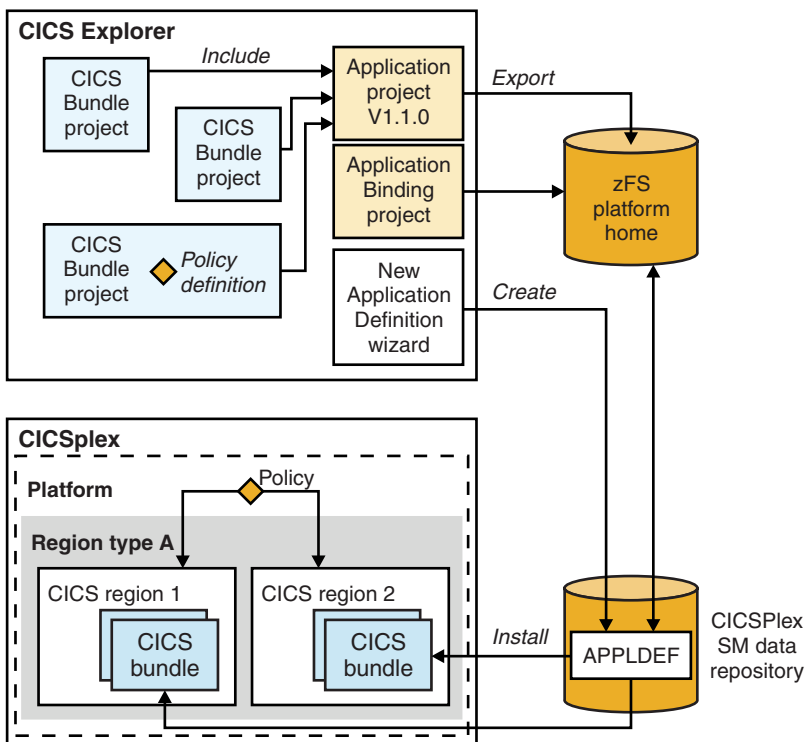 CICS Explorer
Include
CICS
Bundle
project
CICS
Bundle
project
CICS
Bundle
project
Policy
definition
Application
project
V1.1.0
Application
Binding
project
New
Application
Definition
wizard
Export
Create
zFS
platform
home
CICSplex
Platform
Policy
Region type A
CICS region 1
CICS
bundle
CICS region 2
CICS
bundle
Install
APPLDEF
CICSPlex
SM data
repository